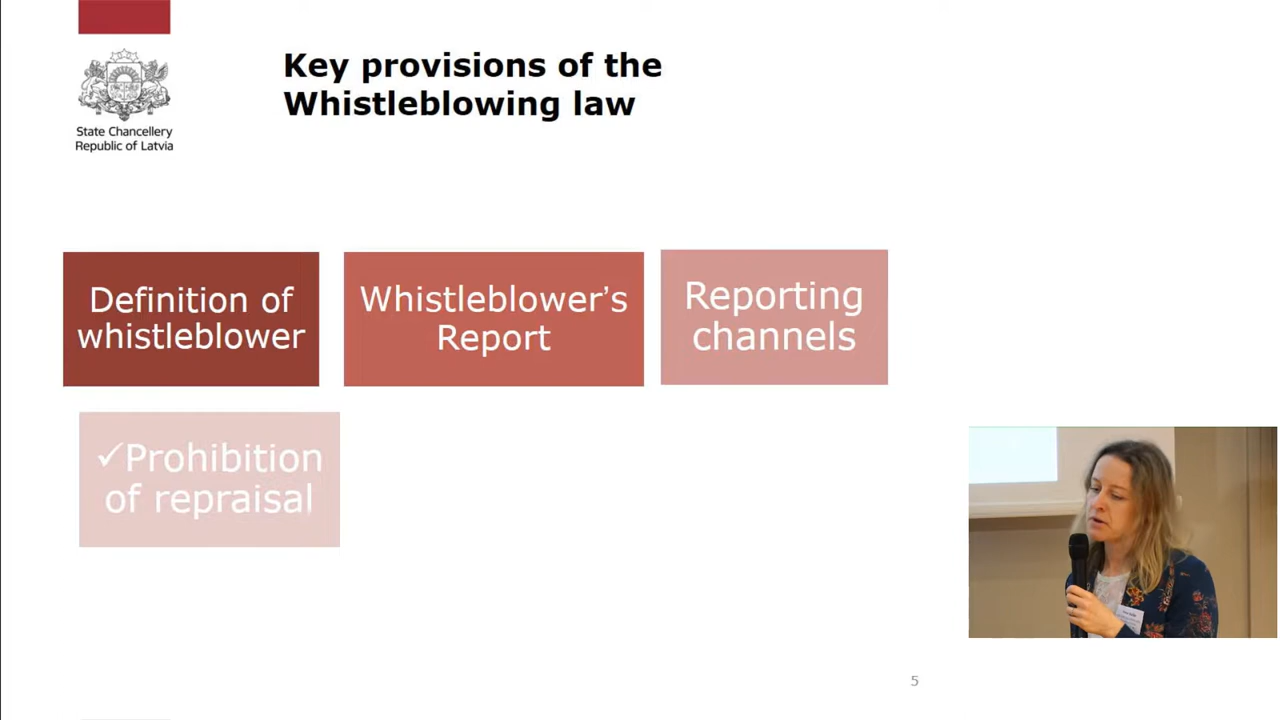 Key provisions of the
Whistleblowing law
State Chancellery
Republic of Latvia
Definition of
whistleblower
Whistleblower’s
Report
Reporting
channels
✓Prohibition
of repraisal
5